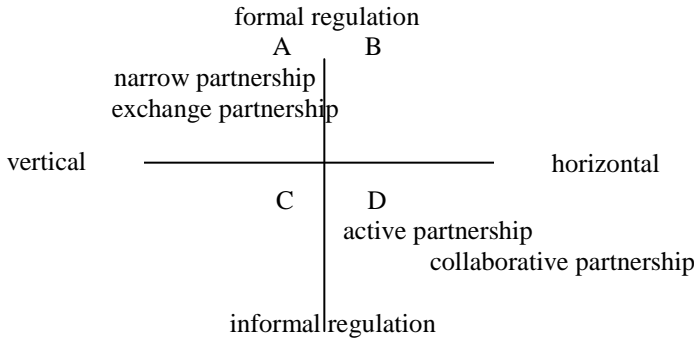 formal regulation
A B
narrow partnership
exchange partnership
vertical horizontal
C D
active partnership
collaborative partnership
informal regulation